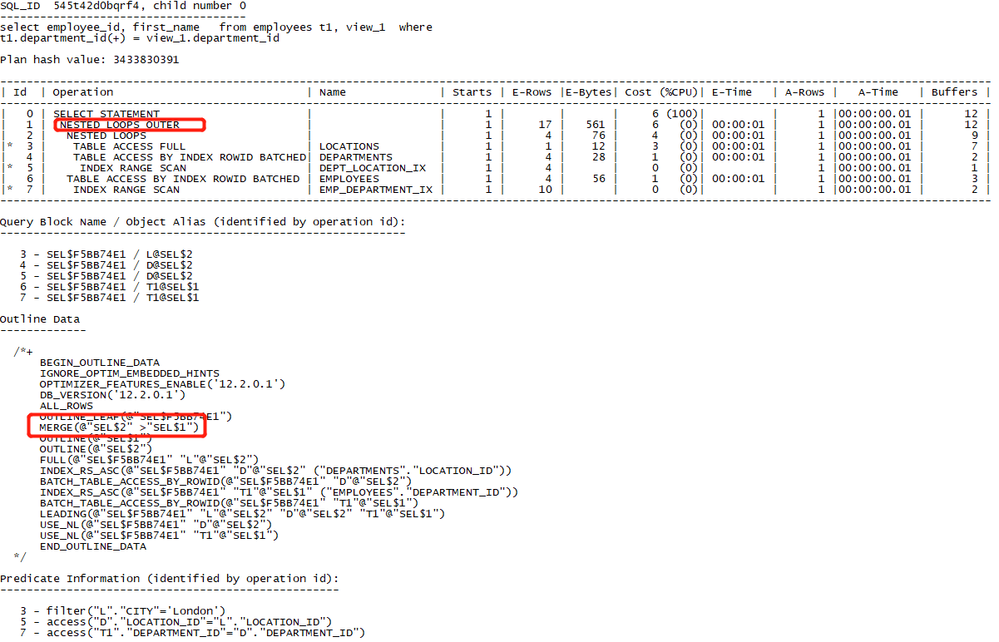 SQL_ID  545t42d0bqrf4, child number 0
-------------------------------------
select employee_id, first_name   from employees t1, view_1  where
t1.department_id(+) = view_1.department_id

Plan hash value: 3433830391

---------------------------------------------------------------------------------------------------------------------------------------------------
| Id  | Operation                             | Name              | Starts | E-Rows |E-Bytes| Cost (%CPU)| E-Time   | A-Rows |   A-Time   | Buffers |
---------------------------------------------------------------------------------------------------------------------------------------------------
|   0 | SELECT STATEMENT                      |                   |      1 |        |       |     6 (100)|          |      1 |00:00:00.01 |      12 |
|   1 |  NESTED LOOPS OUTER                   |                   |      1 |     17 |   561 |     6   (0)| 00:00:01 |      1 |00:00:00.01 |      12 |
|   2 |   NESTED LOOPS                        |                   |      1 |      4 |    76 |     4   (0)| 00:00:01 |      1 |00:00:00.01 |       9 |
|*  3 |    TABLE ACCESS FULL                  | LOCATIONS         |      1 |      1 |    12 |     3   (0)| 00:00:01 |      1 |00:00:00.01 |       7 |
|   4 |    TABLE ACCESS BY INDEX ROWID BATCHED| DEPARTMENTS       |      1 |      4 |    28 |     1   (0)| 00:00:01 |      1 |00:00:00.01 |       2 |
|*  5 |     INDEX RANGE SCAN                  | DEPT_LOCATION_IX  |      1 |      4 |       |     0   (0)|          |      1 |00:00:00.01 |       1 |
|   6 |   TABLE ACCESS BY INDEX ROWID BATCHED | EMPLOYEES         |      1 |      4 |    56 |     1   (0)| 00:00:01 |      1 |00:00:00.01 |       3 |
|*  7 |    INDEX RANGE SCAN                   | EMP_DEPARTMENT_IX |      1 |     10 |       |     0   (0)|          |      1 |00:00:00.01 |       2 |
---------------------------------------------------------------------------------------------------------------------------------------------------

Query Block Name / Object Alias (identified by operation id):
-------------------------------------------------------------

   3 - SEL$F5BB74E1 / L@SEL$2
   4 - SEL$F5BB74E1 / D@SEL$2
   5 - SEL$F5BB74E1 / D@SEL$2
   6 - SEL$F5BB74E1 / T1@SEL$1
   7 - SEL$F5BB74E1 / T1@SEL$1

Outline Data
-------------

  /*+
      BEGIN_OUTLINE_DATA
      IGNORE_OPTIM_EMBEDDED_HINTS
      OPTIMIZER_FEATURES_ENABLE('12.2.0.1')
      DB_VERSION('12.2.0.1')
      ALL_ROWS
      OUTLINE_LEAF(@"SEL$F5BB74E1")
      MERGE(@"SEL$2" >"SEL$1")
      OUTLINE(@"SEL$1")
      OUTLINE(@"SEL$2")
      FULL(@"SEL$F5BB74E1" "L"@"SEL$2")
      INDEX_RS_ASC(@"SEL$F5BB74E1" "D"@"SEL$2" ("DEPARTMENTS"."LOCATION_ID"))
      BATCH_TABLE_ACCESS_BY_ROWID(@"SEL$F5BB74E1" "D"@"SEL$2")
      INDEX_RS_ASC(@"SEL$F5BB74E1" "T1"@"SEL$1" ("EMPLOYEES"."DEPARTMENT_ID"))
      BATCH_TABLE_ACCESS_BY_ROWID(@"SEL$F5BB74E1" "T1"@"SEL$1")
      LEADING(@"SEL$F5BB74E1" "L"@"SEL$2" "D"@"SEL$2" "T1"@"SEL$1")
      USE_NL(@"SEL$F5BB74E1" "D"@"SEL$2")
      USE_NL(@"SEL$F5BB74E1" "T1"@"SEL$1")
      END_OUTLINE_DATA
  */

Predicate Information (identified by operation id):
---------------------------------------------------

   3 - filter("L"."CITY"='London')
   5 - access("D"."LOCATION_ID"="L"."LOCATION_ID")
   7 - access("T1"."DEPARTMENT_ID"="D"."DEPARTMENT_ID")